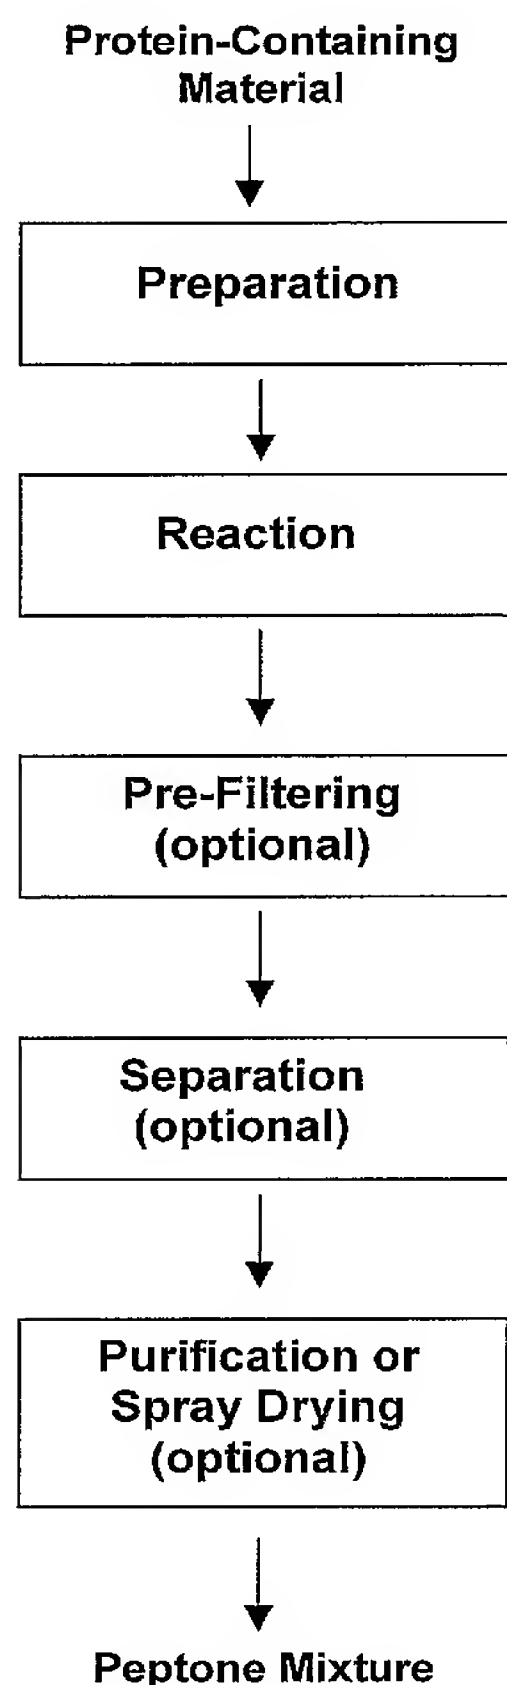 Protein-Containing
Material
Preparation
Reaction
Pre-Filtering
(optional)
Separation
(optional)
Purification or
Spray Drying
(optional)
Peptone Mixture